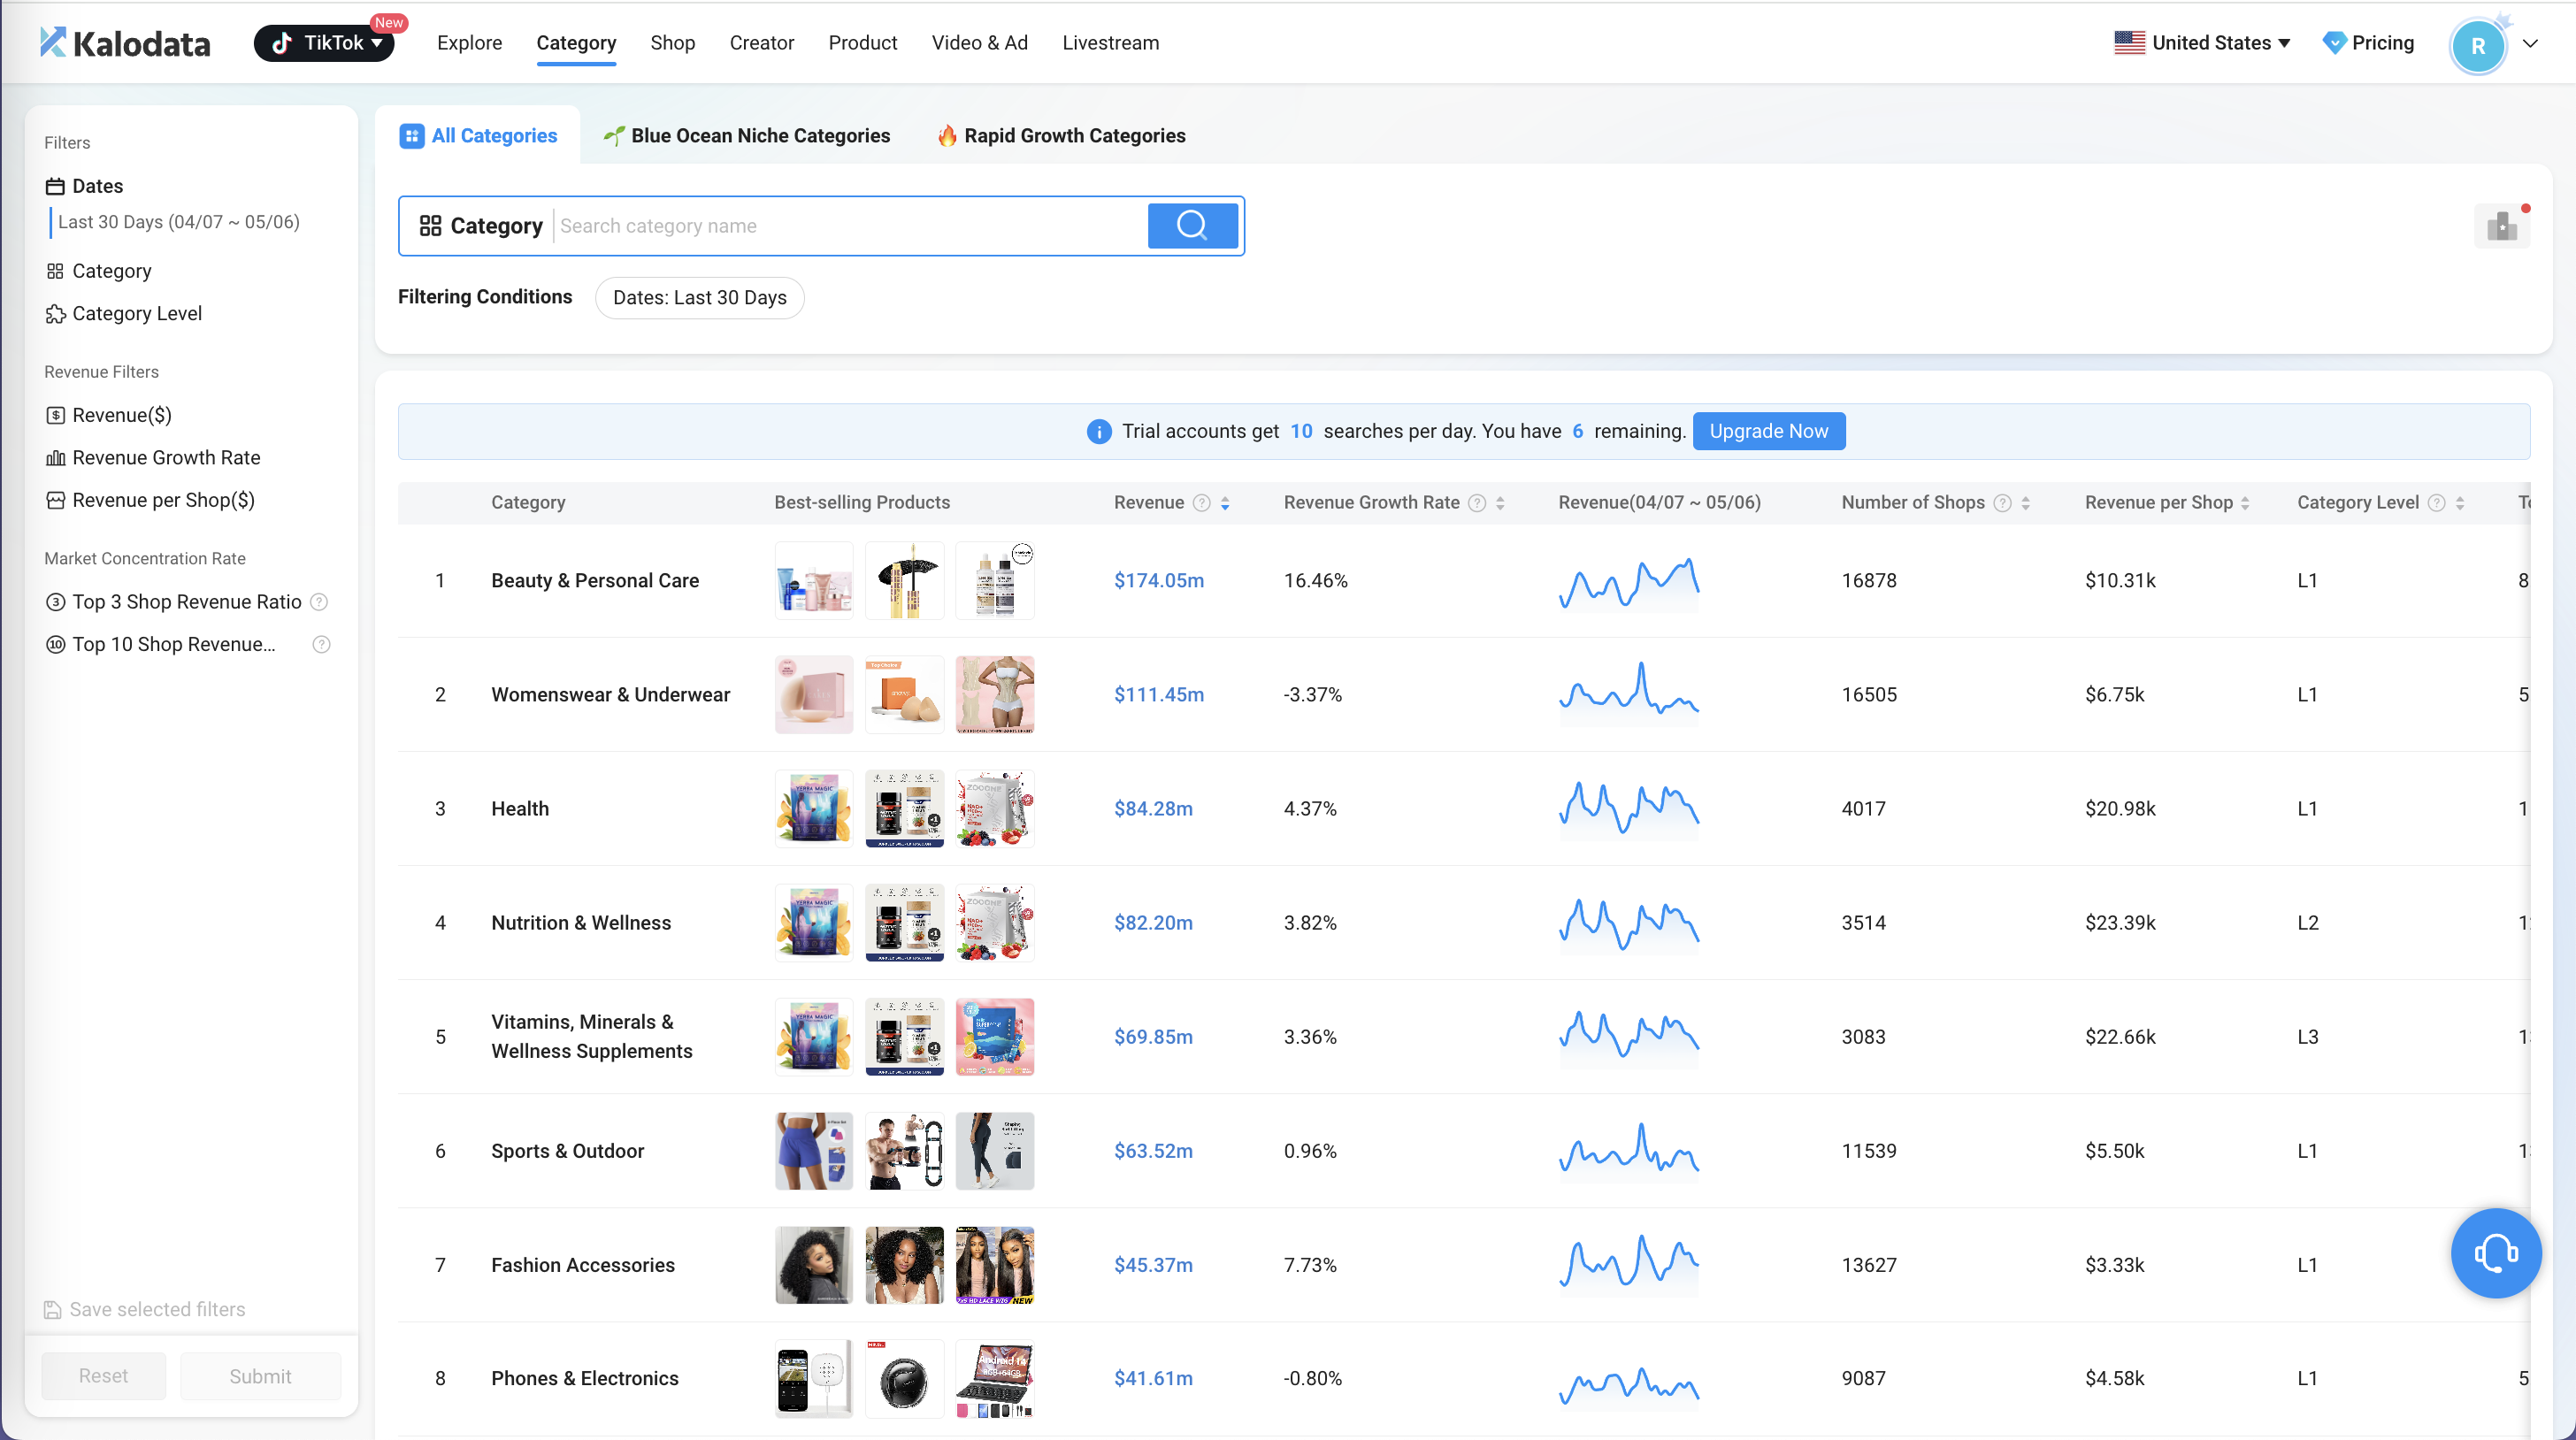 Kalodata
TikTok
New
Explore
Category
Shop
Creator
Product
Video & Ad
Livestream
United States
Pricing
R
Filters
Dates
Last 30 Days (04/07 ~ 05/06)
Category
Category Level
Revenue Filters
Revenue($)
Revenue Growth Rate
Revenue per Shop($)
Market Concentration Rate
Top 3 Shop Revenue Ratio
Top 10 Shop Revenue...
Save selected filters
Reset
Submit
All Categories
Blue Ocean Niche Categories
Rapid Growth Categories
Category
Search category name
Filtering Conditions
Dates: Last 30 Days
Trial accounts get 10 searches per day. You have 6 remaining.
Upgrade Now
Category Best-selling Products Revenue Revenue Growth Rate Revenue(04/07 ~ 05/06) Number of Shops Revenue per Shop Category Level
1 Beauty & Personal Care $174.05m 16.46% 16878 $10.31k L1
2 Womenswear & Underwear $111.45m -3.37% 16505 $6.75k L1
3 Health $84.28m 4.37% 4017 $20.98k L1
4 Nutrition & Wellness $82.20m 3.82% 3514 $23.39k L2
5 Vitamins, Minerals &
Wellness Supplements $69.85m 3.36% 3083 $22.66k L3
6 Sports & Outdoor $63.52m 0.96% 11539 $5.50k L1
7 Fashion Accessories $45.37m 7.73% 13627 $3.33k L1
8 Phones & Electronics $41.61m -0.80% 9087 $4.58k L1